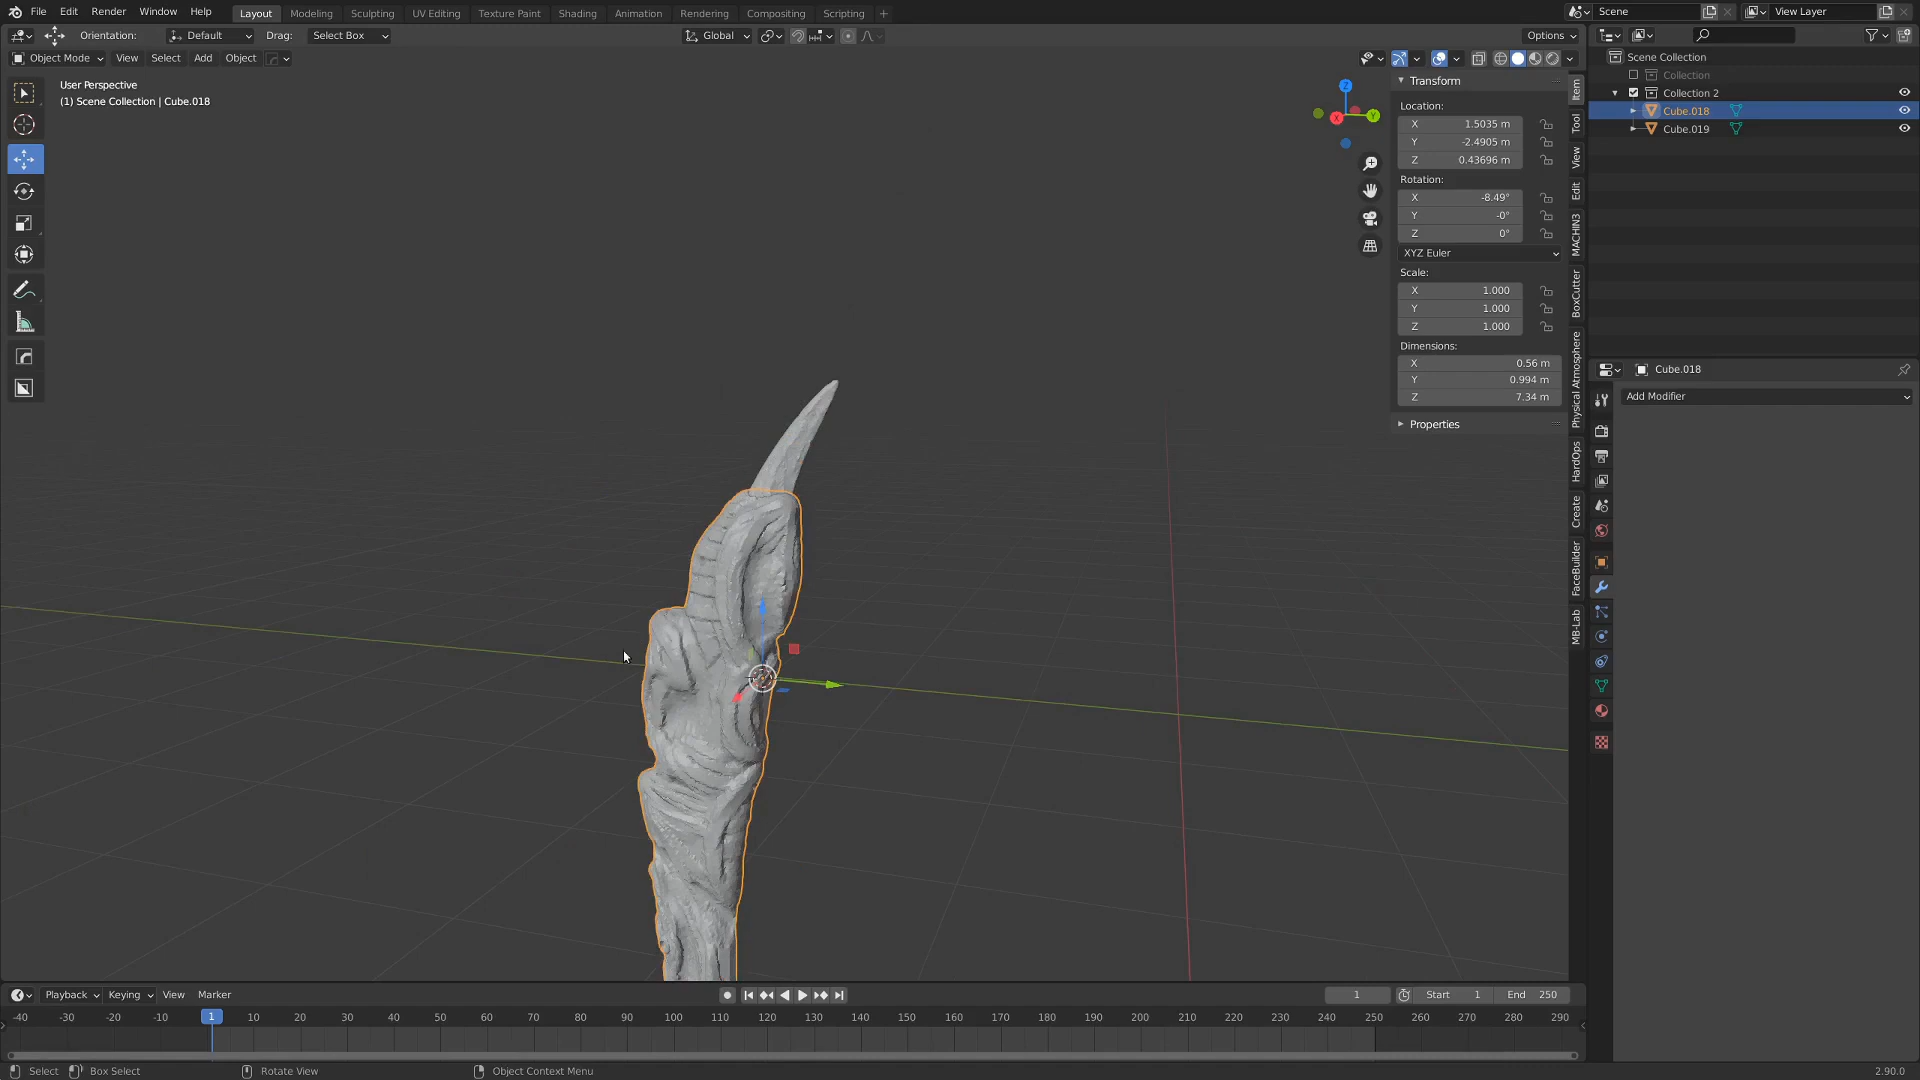 File Edit Render Window Help Layout Modeling Sculpting UV Editing Texture Paint Shading Animation Rendering Compositing Scripting + Scene View Layer
Orientation: Default Drag: Select Box Global Options
Object Mode View Select Add Object
User Perspective
(1) Scene Collection | Cube.018
Z
X
Y
Transform
Location:
X 1.5035 m
Y -2.4905 m
Z 0.43696 m
Rotation:
X -8.49°
Y -0°
Z 0°
XYZ Euler
Scale:
X 1.000
Y 1.000
Z 1.000
Dimensions:
X 0.56 m
Y 0.994 m
Z 7.34 m
Properties
Item
Tool
View
Edit
MACHIN3
BoxCutter
Physical Atmosphere
HardOps
Create
FaceBuilder
MB-Lab
Scene Collection
Collection
Collection 2
Cube.018
Cube.019
Cube.018
Add Modifier
Playback Keying View Marker 1 Start 1 End 250
-40 -30 -20 -10 1 10 20 30 40 50 60 70 80 90 100 110 120 130 140 150 160 170 180 190 200 210 220 230 240 250 260 270 280 290
Select Box Select Rotate View Object Context Menu 2.90.0